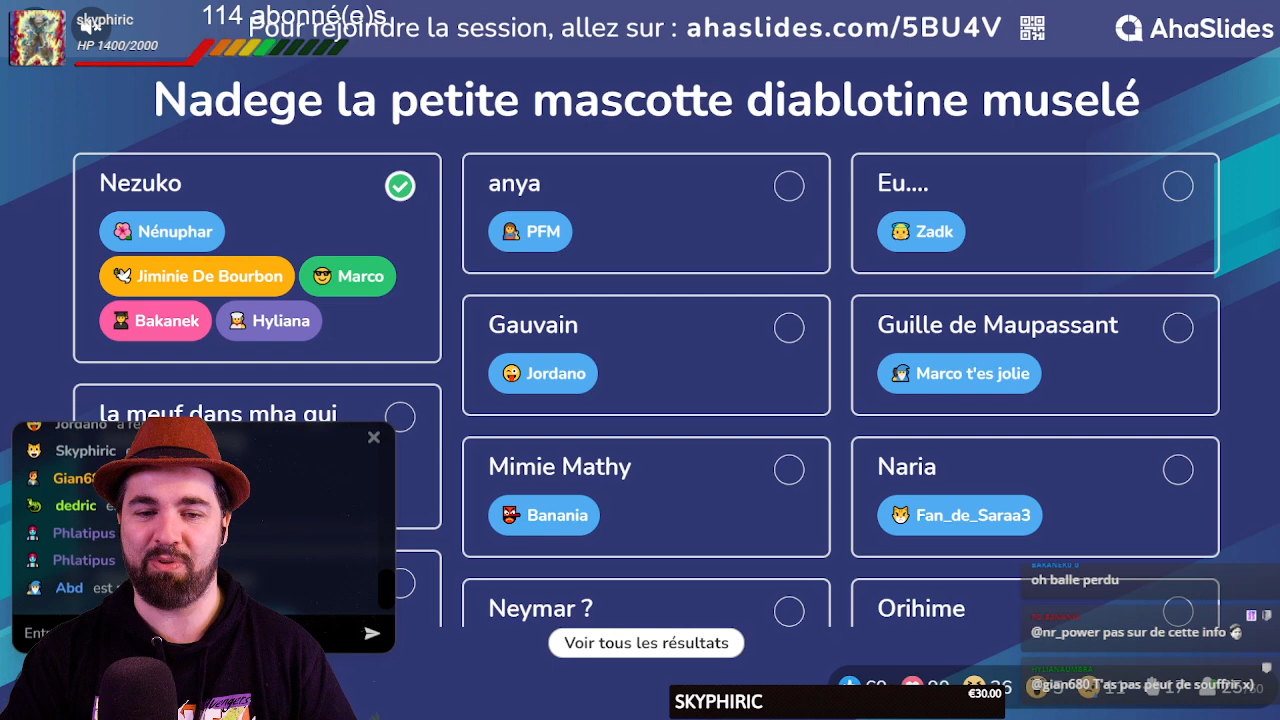 114 abonné(e)s
skyphiric
HP 1400/2000
Pour rejoindre la session, allez sur : ahaslides.com/5BU4V
AhaSlides
Nadege la petite mascotte diablotine muselé
Nezuko
Nénuphar
Jiminie De Bourbon
Marco
Bakanek
Hyliana
anya
PFM
Eu....
Zadk
Gauvain
Jordano
Guille de Maupassant
Marco t'es jolie
la meuf dans mha qui
Mimie Mathy
Banania
Naria
Fan_de_Saraa3
Neymar ?
Orihime
Voir tous les résultats
Jordano a
Skyphiric
Gian68
dedric
Phlatipus
Phlatipus
Abd est
oh balle perdu
@nr_power pas sur de cette info
@gian680 T'as pas peur de souffrir x)
SKYPHIRIC
€30.00
Avengers